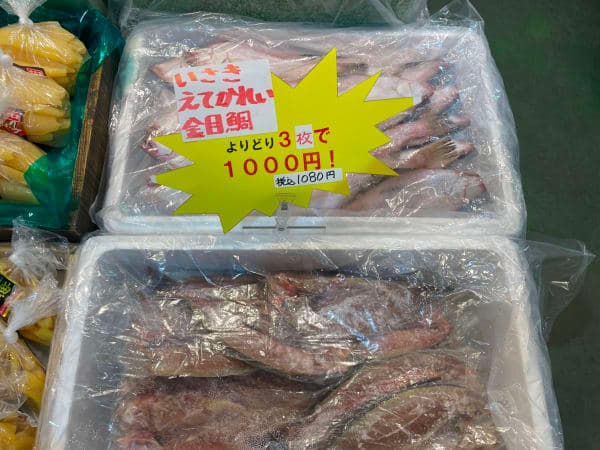 いさき
えてかれい
金目鯛
よりどり3枚で
1000円!
税込1080円